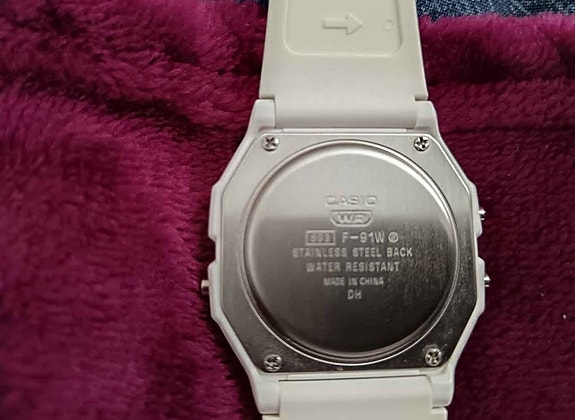 CASIO
WR
593 F-91W
STAINLESS STEEL BACK
WATER RESISTANT
MADE IN CHINA
DH